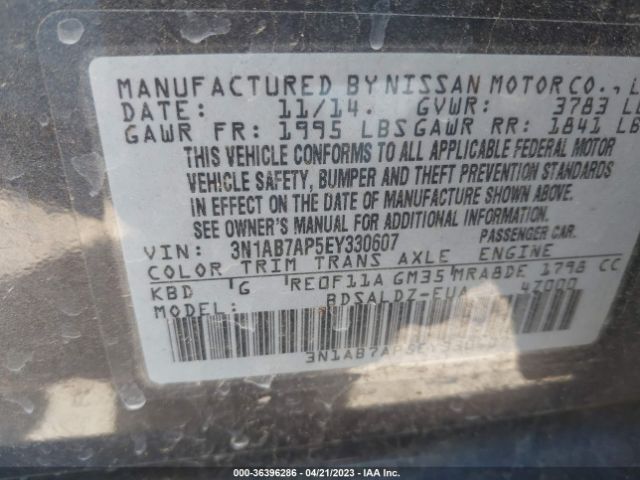 MANUFACTURED BY NISSAN MOTOR CO., L
DATE: 11/14. GVWR: 3783 L
GAWR FR: 1995 LBS GAWR RR: 1841 LB
THIS VEHICLE CONFORMS TO ALL APPLICABLE FEDERAL MOTOR
VEHICLE SAFETY, BUMPER AND THEFT PREVENTION STANDARDS
IN EFFECT ON THE DATE OF MANUFACTURE SHOWN ABOVE.
SEE OWNER'S MANUAL FOR ADDITIONAL INFORMATION.
VIN: 3N1AB7AP5EY330607 PASSENGER CAR.
COLOR TRIM TRANS AXLE ENGINE
KBD G RE0F11A GM35 MRA8DE 1798 CC
BDSALDZ-EUA 4Z000
3N1AB7AP5EY33060
000-36396286 - 04/21/2023 - IAA Inc.